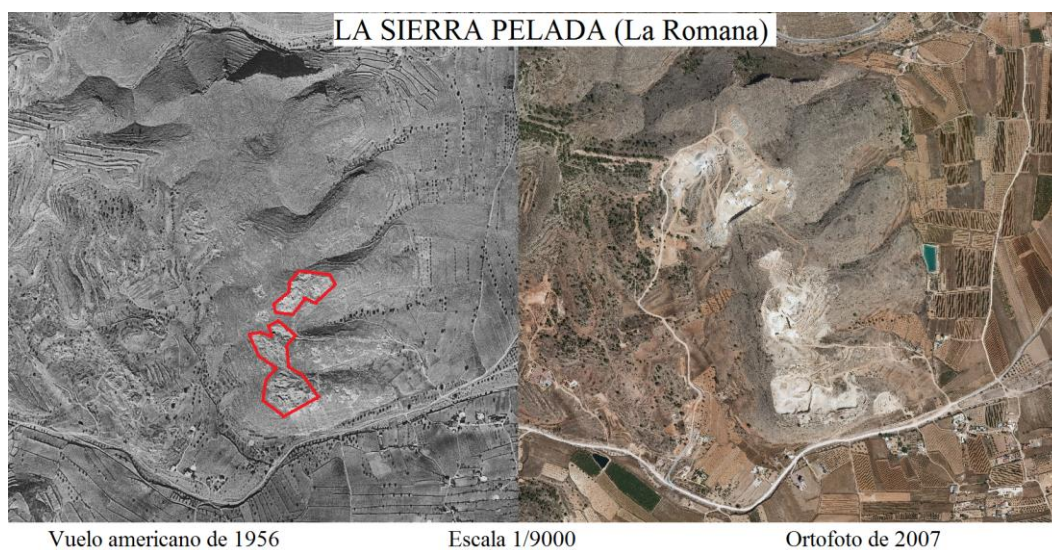 LA SIERRA PELADA (La Romana)
Vuelo americano de 1956 Escala 1/9000 Ortofoto de 2007